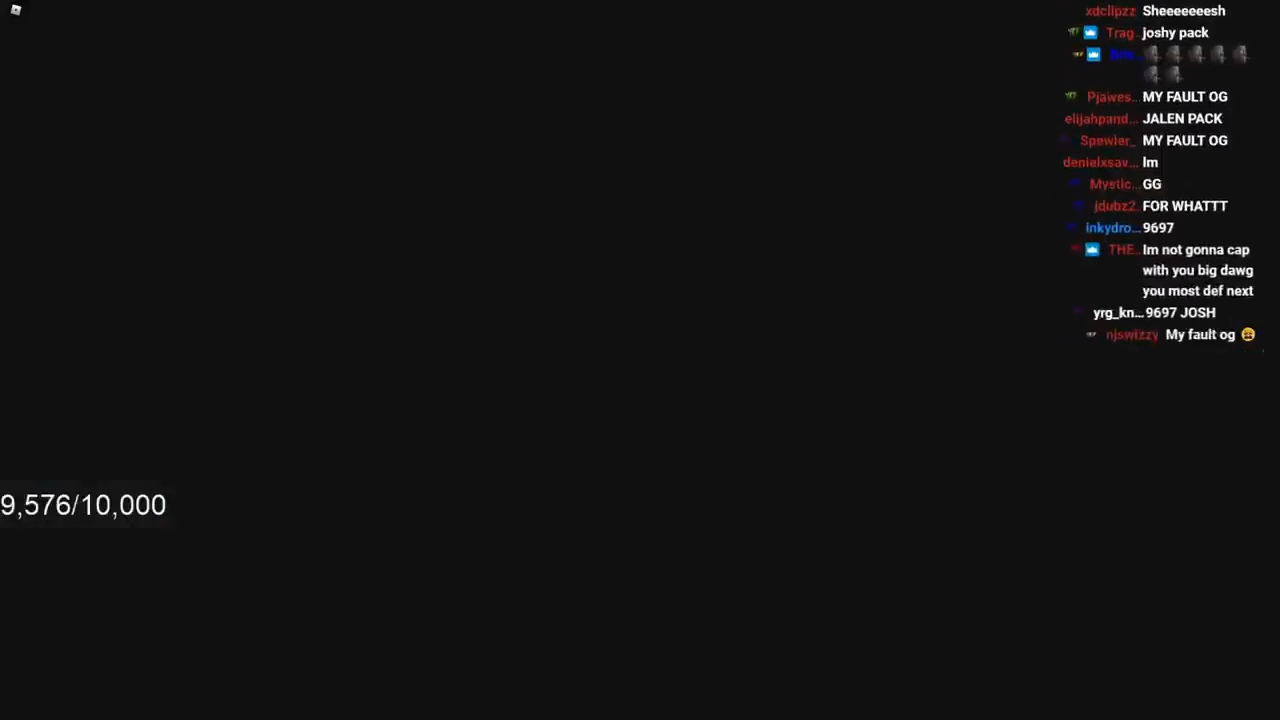 xdclipzz Sheeeeeeesh
Trag.. joshy pack
Pjawes... MY FAULT OG
elijahpand... JALEN PACK
Spewler_ MY FAULT OG
denielxsav... lm
Mystic... GG
jdubz2.. FOR WHATTT
inkydro... 9697
THE.. Im not gonna cap
with you big dawg
you most def next
yrg_kn... 9697 JOSH
njswizzy My fault og
9,576/10,000